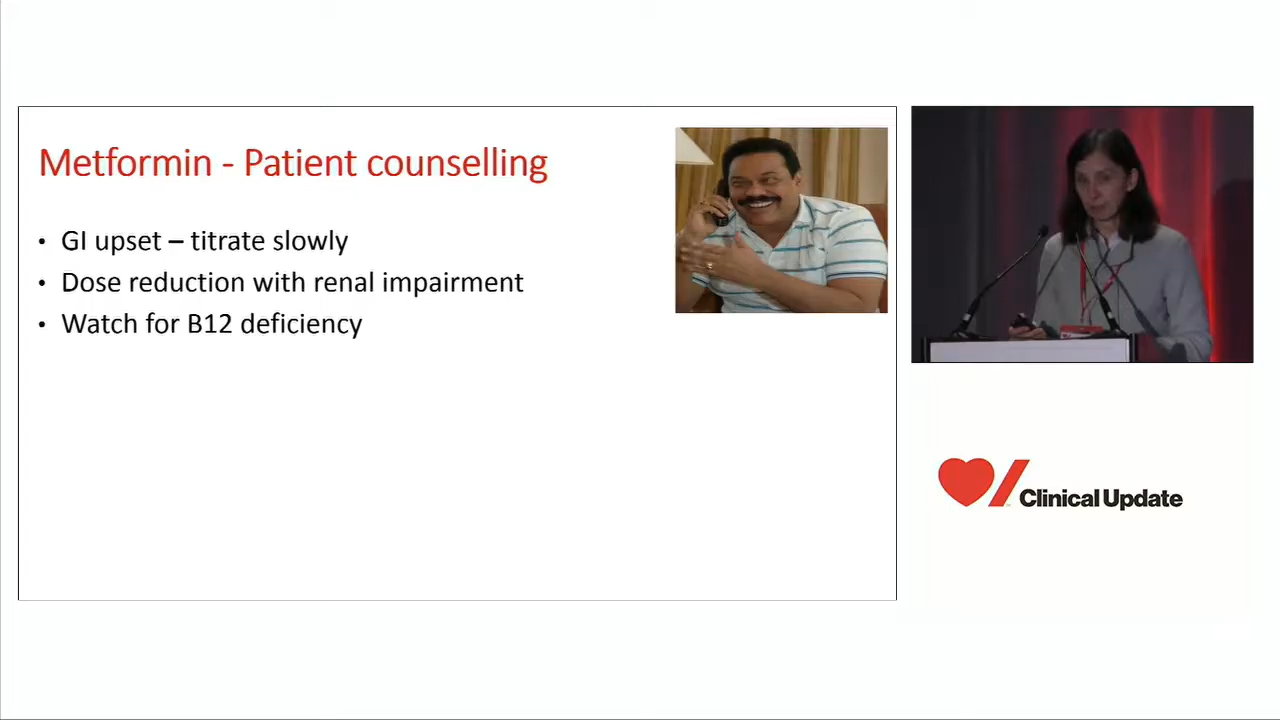 Metformin - Patient counselling
• GI upset – titrate slowly
• Dose reduction with renal impairment
• Watch for B12 deficiency
Clinical Update